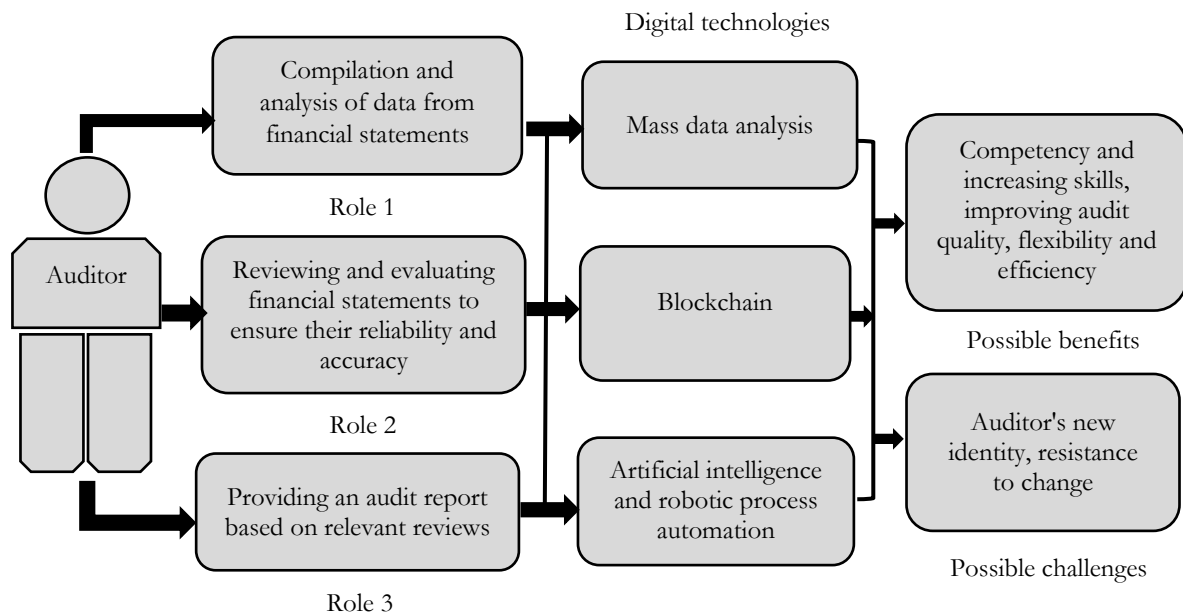 Digital technologies
Compilation and
analysis of data from
financial statements
Role 1
Mass data analysis
Competency and
increasing skills,
improving audit
quality, flexibility and
efficiency
Possible benefits
Auditor
Reviewing and evaluating
financial statements to
ensure their reliability and
accuracy
Role 2
Blockchain
Auditor's new
identity, resistance
to change
Possible challenges
Providing an audit report
based on relevant reviews
Role 3
Artificial intelligence
and robotic process
automation